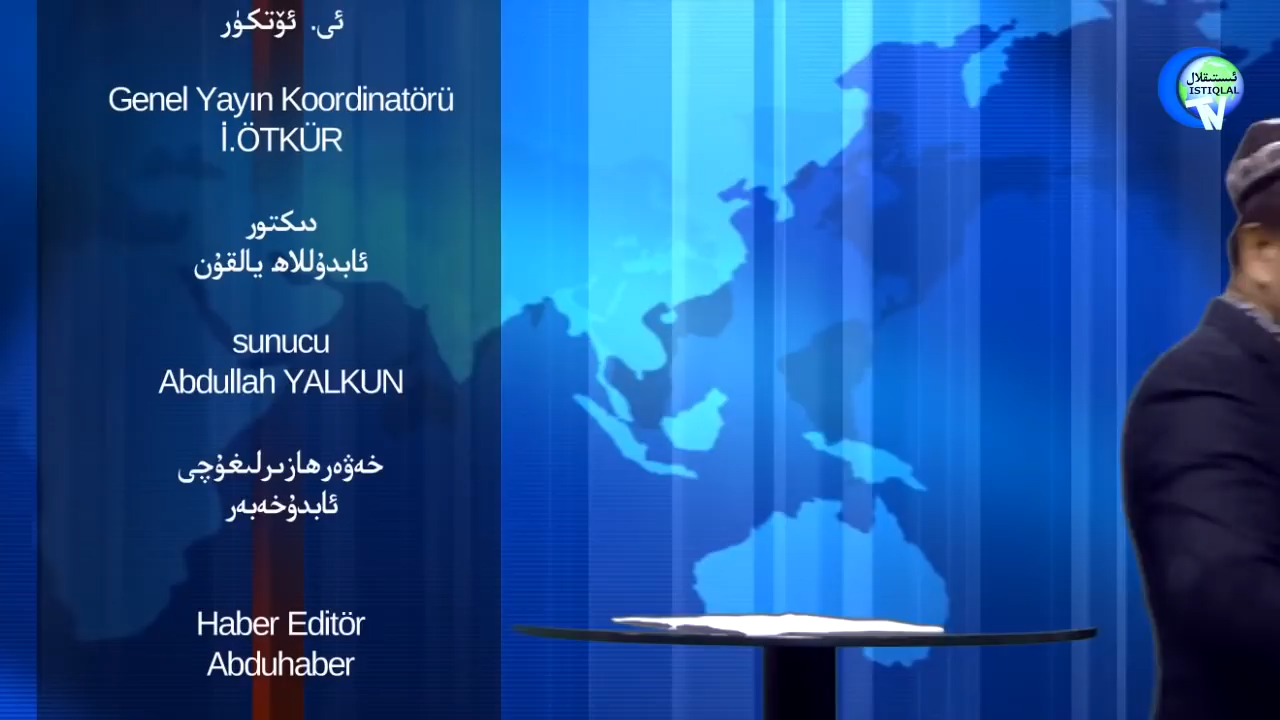 ئى. ئۆتكۈر
Genel Yayın Koordinatörü
İ.ÖTKÜR
دىكتور
ئابدۇللاھ يالقۇن
sunucu
Abdullah YALKUN
خەۋەرھازىرلىغۇچى
ئابدۇخەبەر
Haber Editör
Abduhaber
ئىستىقلال
ISTIQLAL
TV